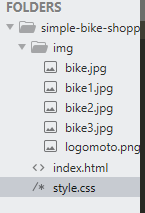 FOLDERS
simple-bike-shopp
img
bike.jpg
bike1.jpg
bike2.jpg
bike3.jpg
logomoto.png
index.html
style.css